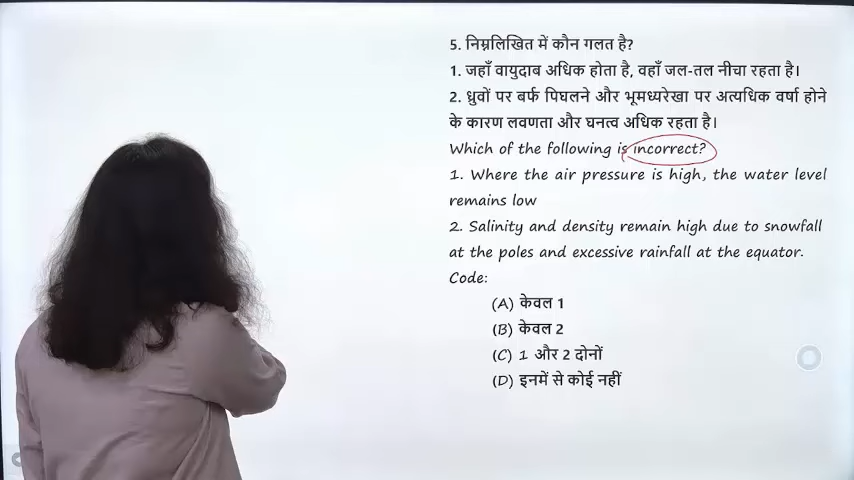 5. निम्नलिखित में कौन गलत है?
1. जहाँ वायुदाब अधिक होता है, वहाँ जल-तल नीचा रहता है।
2. ध्रुवों पर बर्फ पिघलने और भूमध्यरेखा पर अत्यधिक वर्षा होने
के कारण लवणता और घनत्व अधिक रहता है।
Which of the following is incorrect?
1. Where the air pressure is high, the water level
remains low
2. Salinity and density remain high due to snowfall
at the poles and excessive rainfall at the equator.
Code:
(A) केवल 1
(B) केवल 2
(C) 1 और 2 दोनों
(D) इनमें से कोई नहीं